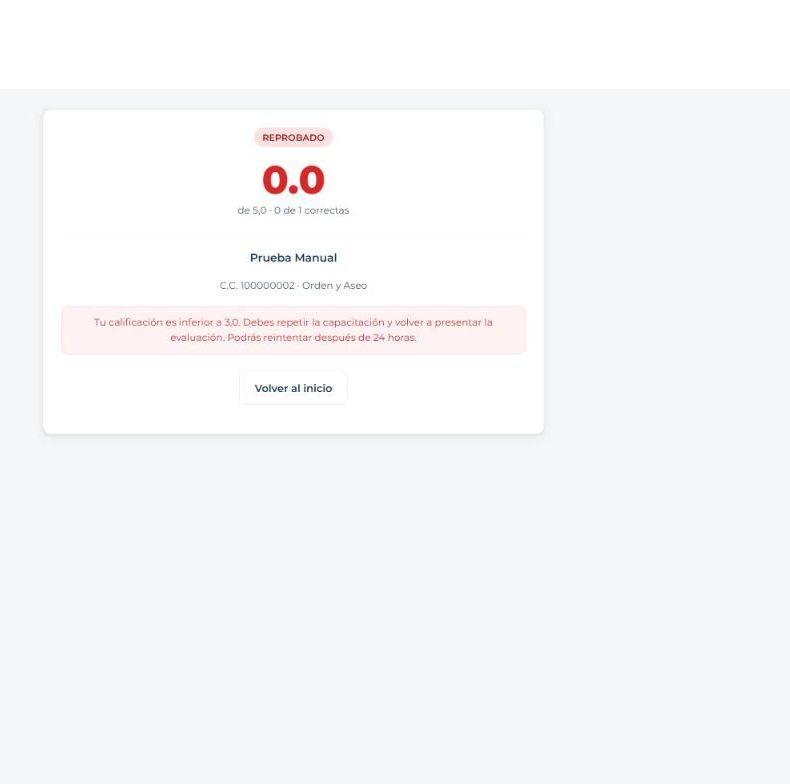 REPROBADO
0.0
de 5,0 · 0 de 1 correctas
Prueba Manual
C.C. 100000002 · Orden y Aseo
Tu calificación es inferior a 3,0. Debes repetir la capacitación y volver a presentar la
evaluación. Podrás reintentar después de 24 horas.
Volver al inicio